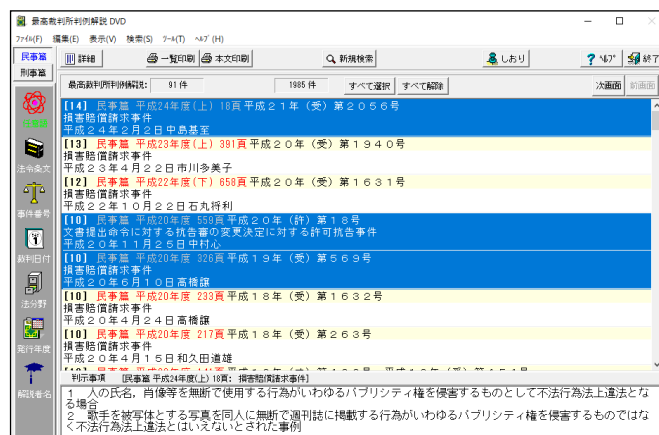 最高裁判所判例解説 DVD
ﾌｧｲﾙ(F) 編集(E) 表示(V) 検索(S) ﾂｰﾙ(T) ﾍﾙﾌﾟ(H)
民事篇 詳細 一覧印刷 本文印刷 新規検索 しおり ﾍﾙﾌﾟ 終了
刑事篇
最高裁判所判例解説: 91 件 1985 件 すべて選択 すべて解除 次画面 前画面
[14] 民事篇 平成24年度(上) 18頁 平成２１年（受）第２０５６号
損害賠償請求事件
平成２４年２月２日 中島基至
[13] 民事篇 平成23年度(上) 391頁 平成２０年（受）第１９４０号
損害賠償請求事件
平成２３年４月２２日 市川多美子
[12] 民事篇 平成22年度(下) 658頁 平成２０年（受）第１６３１号
損害賠償請求事件
平成２２年１０月２２日 石丸将利
[10] 民事篇 平成20年度 559頁 平成２０年（許）第１８号
文書提出命令に対する抗告審の変更決定に対する許可抗告事件
平成２０年１１月２５日 中村心
[10] 民事篇 平成20年度 326頁 平成１９年（受）第５６９号
損害賠償請求事件
平成２０年６月１０日 高橋譲
[10] 民事篇 平成20年度 233頁 平成１８年（受）第１６３２号
損害賠償請求事件
平成２０年４月２４日 高橋譲
[10] 民事篇 平成20年度 217頁 平成１８年（受）第２６３号
損害賠償請求事件
平成２０年４月１５日 和久田道雄
法令条文
事件番号
裁判日付
法分野
発行年度
解説者名
判示事項 [民事篇 平成24年度(上) 18頁: 損害賠償請求事件]
１ 人の氏名，肖像等を無断で使用する行為がいわゆるパブリシティ権を侵害するものとして不法行為法上違法とな
る場合
２ 歌手を被写体とする写真を同人に無断で週刊誌に掲載する行為がいわゆるパブリシティ権を侵害するものではな
く不法行為法上違法とはいえないとされた事例